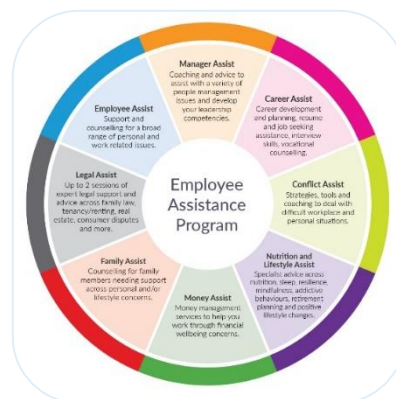 Manager Assist
Coaching and advice to
assist with a variety of
people management
issues and develop
your leadership
competencies.
Career Assist
Career development
and planning, resume
and job seeking
assistance, interview
skills, vocational
counselling.
Conflict Assist
Strategies, tools and
coaching to deal with
difficult workplace and
personal situations.
Nutrition and
Lifestyle Assist
Specialist advice across
nutrition, sleep, resilience,
mindfulness, addictive
behaviours, retirement
planning and positive
lifestyle changes.
Money Assist
Money management
services to help you
work through financial
wellbeing concerns.
Family Assist
Counselling for family
members needing support
across personal and/or
lifestyle concerns.
Legal Assist
Up to 2 sessions of
expert legal support and
advice across family law,
tenancy/renting, real
estate, consumer disputes
and more.
Employee Assist
Support and
counselling for a broad
range of personal and
work related issues.
Employee
Assistance
Program